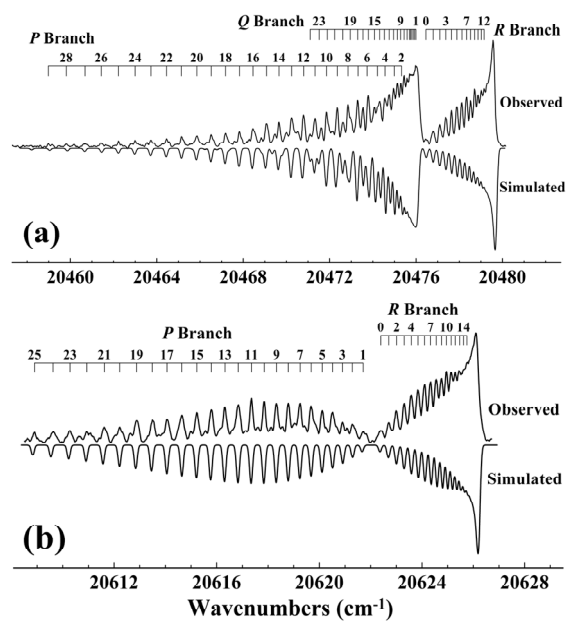 Q Branch
23 19 15 9 1
0 3 7 12
P Branch
R Branch
28 26 24 22 20 18 16 14 12 10 8 6 4 2
Observed
Simulated
(a)
20460 20464 20468 20472 20476 20480
R Branch
P Branch
0 2 4 7 10 14
25 23 21 19 17 15 13 11 9 7 5 3 1
Observed
Simulated
(b)
20612 20616 20620 20624 20628
Wavenumbers (cm-1)